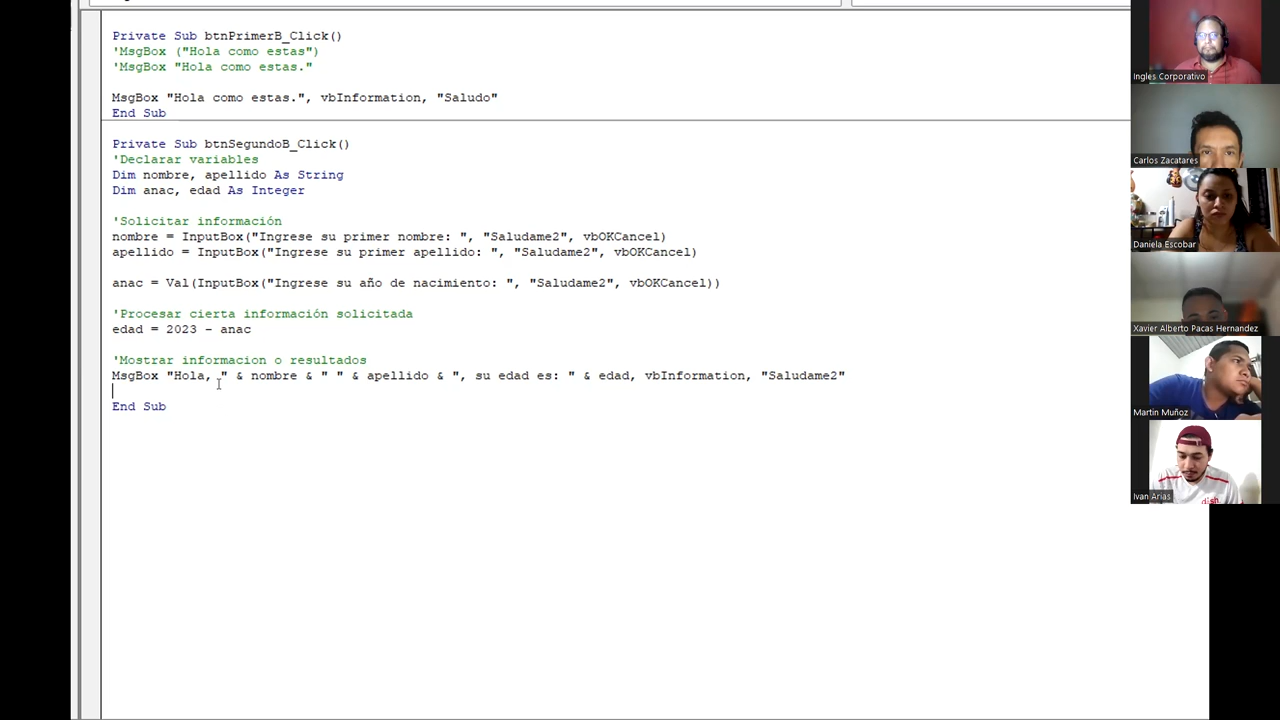 Private Sub btnPrimerB_Click()
'MsgBox ("Hola como estas")
'MsgBox "Hola como estas."
MsgBox "Hola como estas.", vbInformation, "Saludo"
End Sub
Private Sub btnSegundoB_Click()
'Declarar variables
Dim nombre, apellido As String
Dim anac, edad As Integer
'Solicitar información
nombre = InputBox("Ingrese su primer nombre: ", "Saludame2", vbOKCancel)
apellido = InputBox("Ingrese su primer apellido: ", "Saludame2", vbOKCancel)
anac = Val(InputBox("Ingrese su año de nacimiento: ", "Saludame2", vbOKCancel))
'Procesar cierta información solicitada
edad = 2023 - anac
'Mostrar informacion o resultados
MsgBox "Hola, " & nombre & " " & apellido & ", su edad es: " & edad, vbInformation, "Saludame2"
End Sub
Ingles Corporativo
Carlos Zacatares
Daniela Escobar
Xavier Alberto Pacas Hernandez
Martin Muñoz
Ivan Arias